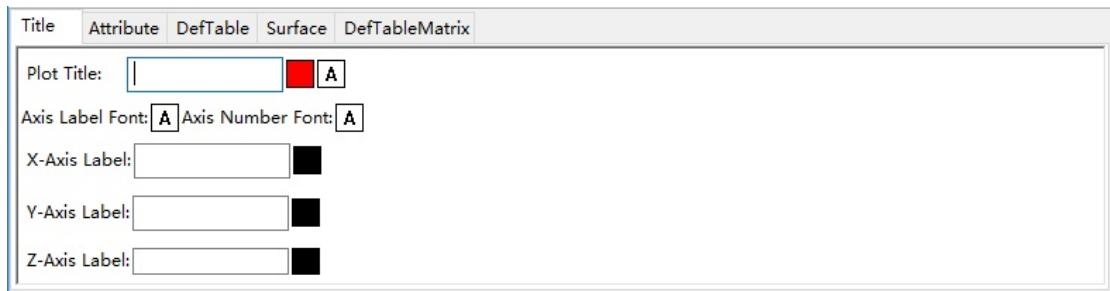 Title Attribute DefTable Surface DefTableMatrix
Plot Title: A
Axis Label Font: A Axis Number Font: A
X-Axis Label:
Y-Axis Label:
Z-Axis Label: